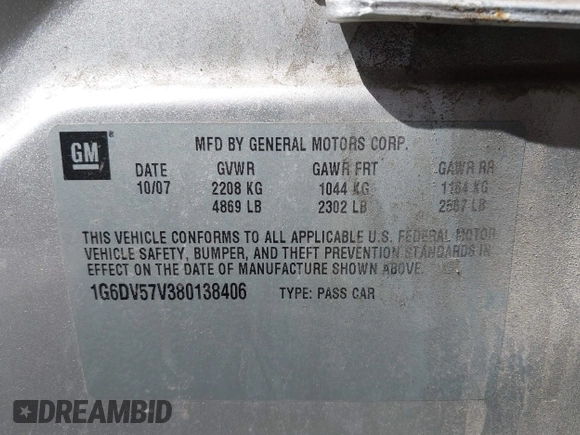 GM
MFD BY GENERAL MOTORS CORP.
DATE GVWR GAWR FRT GAWR RR
10/07 2208 KG 1044 KG 1164 KG
4869 LB 2302 LB 2567 LB
THIS VEHICLE CONFORMS TO ALL APPLICABLE U.S. FEDERAL MOTOR
VEHICLE SAFETY, BUMPER, AND THEFT PREVENTION STANDARDS IN
EFFECT ON THE DATE OF MANUFACTURE SHOWN ABOVE.
1G6DV57V380138406 TYPE: PASS CAR
DREAMBID